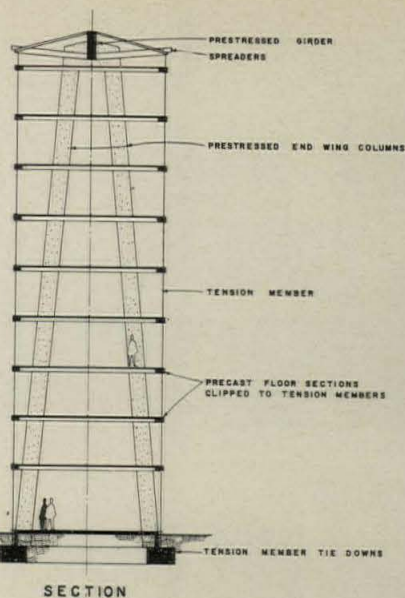 PRESTRESSED GIRDER
SPREADERS
PRESTRESSED END WING COLUMNS
TENSION MEMBER
PRECAST FLOOR SECTIONS
CLIPPED TO TENSION MEMBERS
TENSION MEMBER TIE DOWNS
SECTION